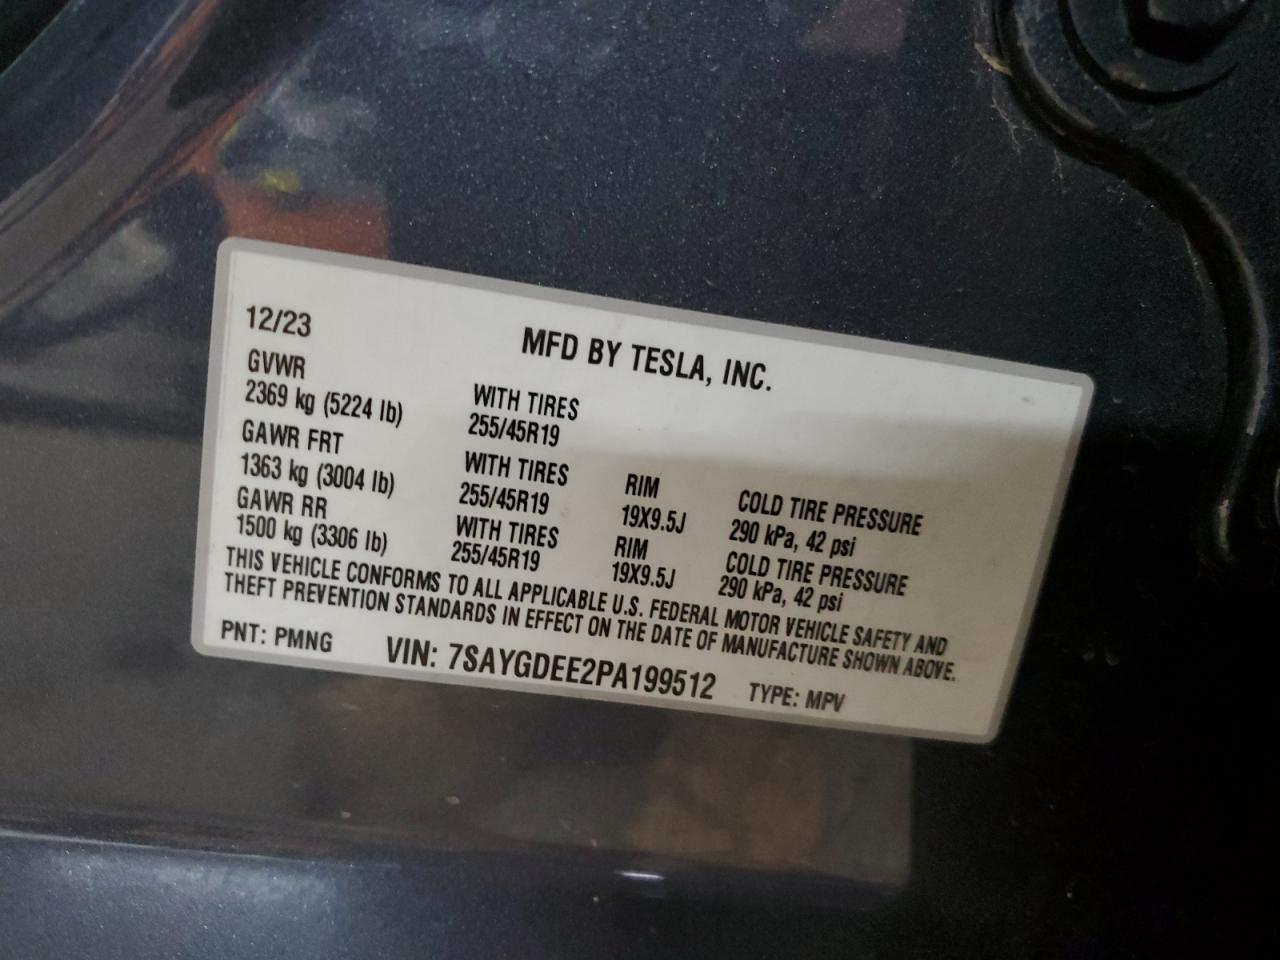 12/23
MFD BY TESLA, INC.
GVWR
2369 kg (5224 lb)
WITH TIRES
255/45R19
GAWR FRT
1363 kg (3004 lb)
WITH TIRES
255/45R19
RIM
19X9.5J
COLD TIRE PRESSURE
290 kPa, 42 psi
GAWR RR
1500 kg (3306 lb)
WITH TIRES
255/45R19
RIM
19X9.5J
COLD TIRE PRESSURE
290 kPa, 42 psi
THIS VEHICLE CONFORMS TO ALL APPLICABLE U.S. FEDERAL MOTOR VEHICLE SAFETY AND
THEFT PREVENTION STANDARDS IN EFFECT ON THE DATE OF MANUFACTURE SHOWN ABOVE.
PNT: PMNG VIN: 7SAYGDEE2PA199512 TYPE: MPV